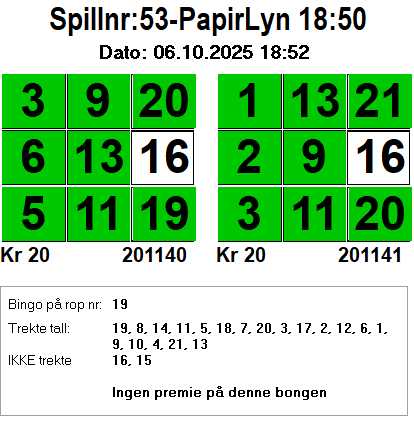 Spillnr:53-PapirLyn 18:50
Dato: 06.10.2025 18:52
3 9 20 1 13 21
6 13 16 2 9 16
5 11 19 3 11 20
Kr 20 201140 Kr 20 201141
Bingo på rop nr: 19
Trekte tall: 19, 8, 14, 11, 5, 18, 7, 20, 3, 17, 2, 12, 6, 1,
9, 10, 4, 21, 13
IKKE trekte 16, 15
Ingen premie på denne bongen